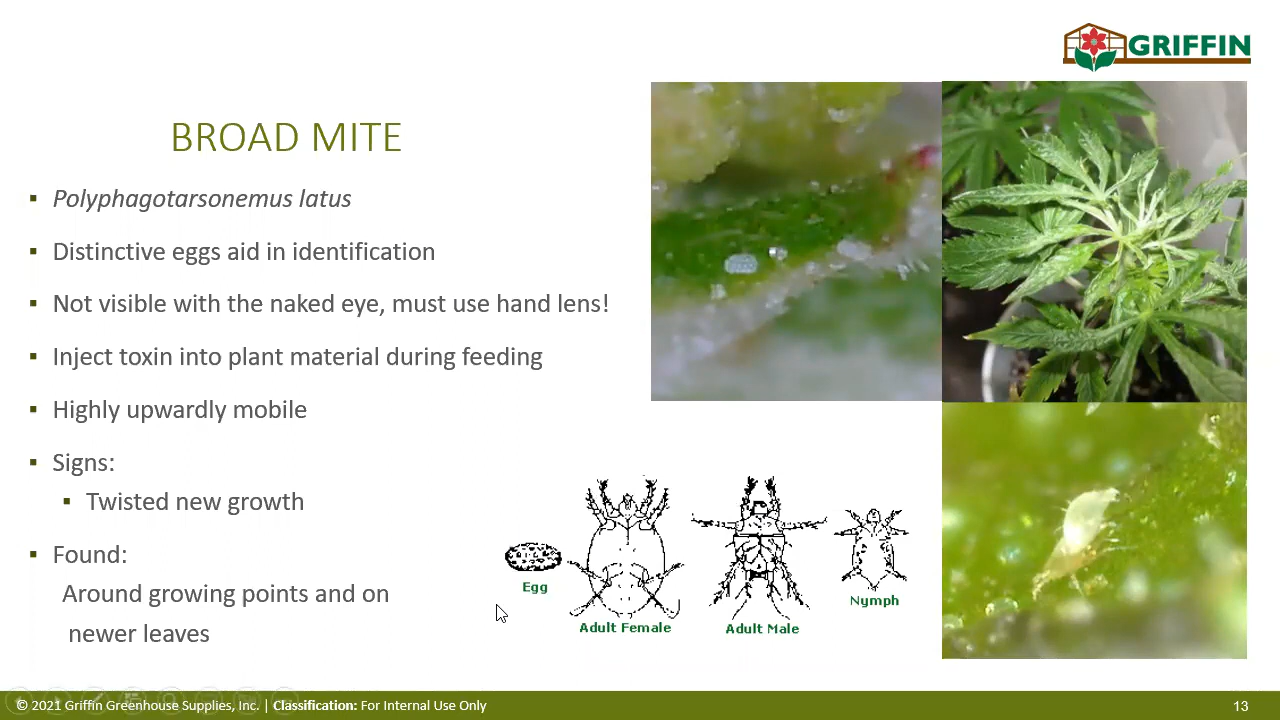 GRIFFIN
BROAD MITE
Polyphagotarsonemus latus
Distinctive eggs aid in identification
Not visible with the naked eye, must use hand lens!
Inject toxin into plant material during feeding
Highly upwardly mobile
Signs:
Twisted new growth
Found:
Around growing points and on
newer leaves
Egg
Adult Female
Adult Male
Nymph
© 2021 Griffin Greenhouse Supplies, Inc. | Classification: For Internal Use Only
13